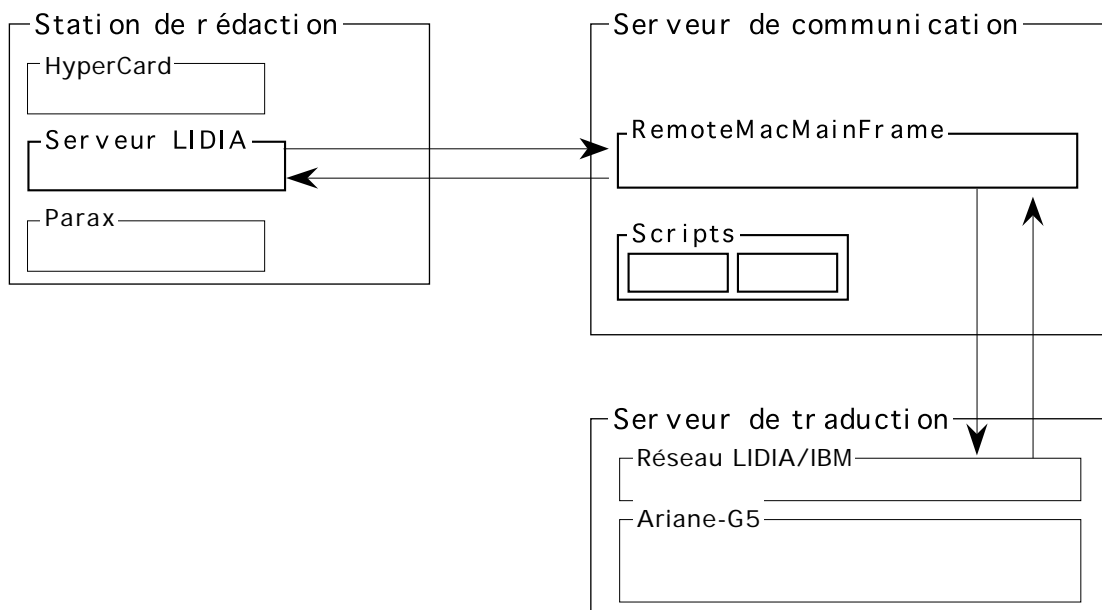 Station de rédaction
HyperCard
Serveur LIDIA
Parax
Serveur de communication
RemoteMacMainFrame
Scripts
Serveur de traduction
Réseau LIDIA/IBM
Ariane-G5